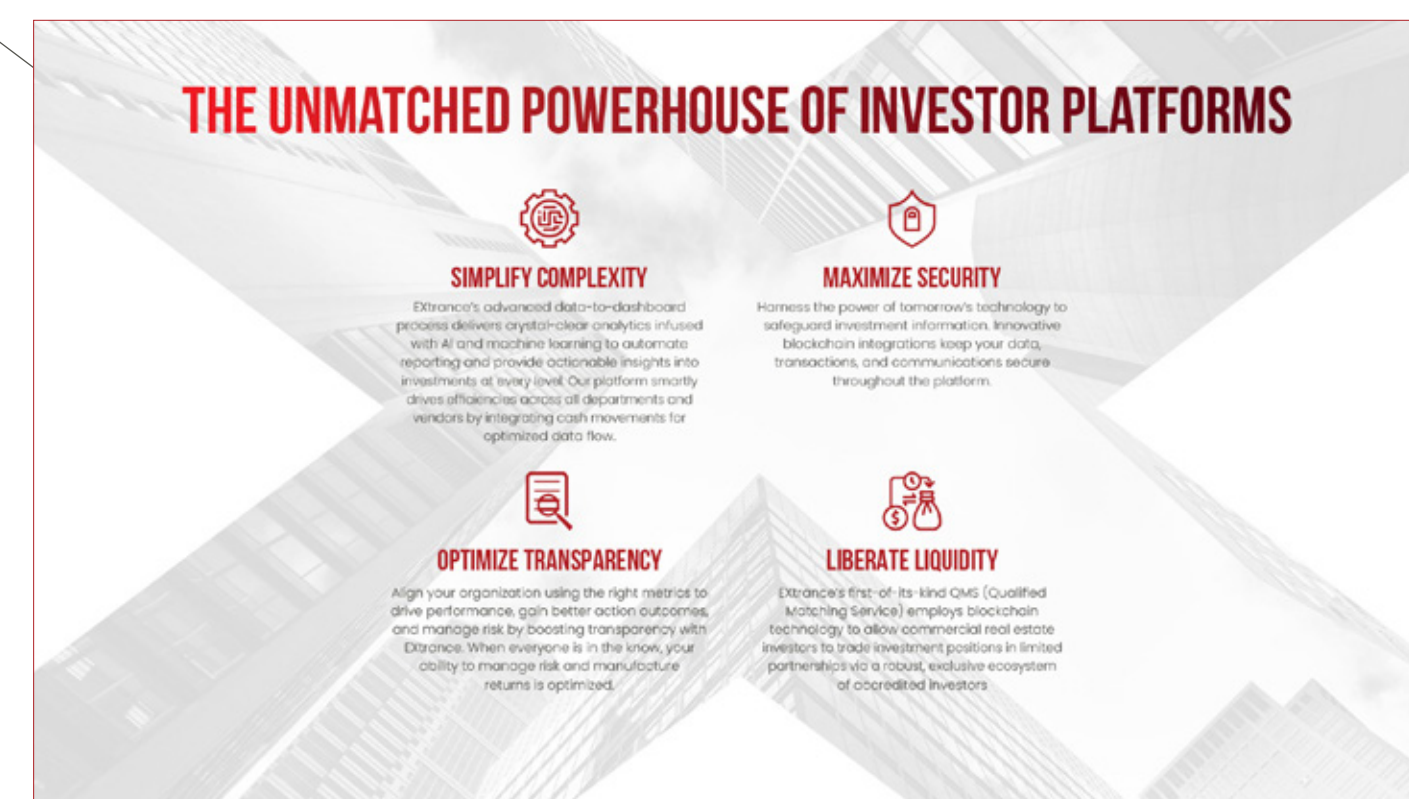 THE UNMATCHED POWERHOUSE OF INVESTOR PLATFORMS
SIMPLIFY COMPLEXITY
EXtrance's advanced data-to-dashboard
process delivers crystal-clear analytics infused
with AI and machine learning to automate
reporting and provide actionable insights into
investments at every level. Our platform smartly
drives efficiencies across all departments and
vendors by integrating cash movements for
optimized data flow.
MAXIMIZE SECURITY
Harness the power of tomorrow's technology to
safeguard investment information. Innovative
blockchain integrations keep your data,
transactions, and communications secure
throughout the platform.
OPTIMIZE TRANSPARENCY
Align your organization using the right metrics to
drive performance, gain better action outcomes,
and manage risk by boosting transparency with
EXtrance. When everyone is in the know, your
ability to manage risk and manufacture
returns is optimized.
LIBERATE LIQUIDITY
EXtrance's first-of-its-kind QMS (Qualified
Matching Service) employs blockchain
technology to allow commercial real estate
investors to trade investment positions in limited
partnerships via a robust, exclusive ecosystem
of accredited investors